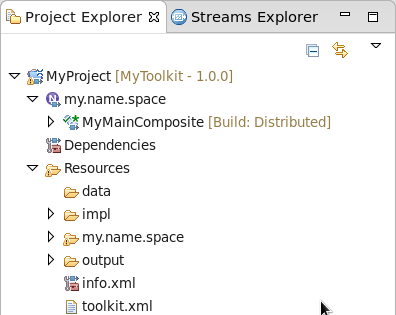 Project Explorer Streams Explorer
MyProject [MyToolkit - 1.0.0]
my.name.space
MyMainComposite [Build: Distributed]
Dependencies
Resources
data
impl
my.name.space
output
info.xml
toolkit.xml